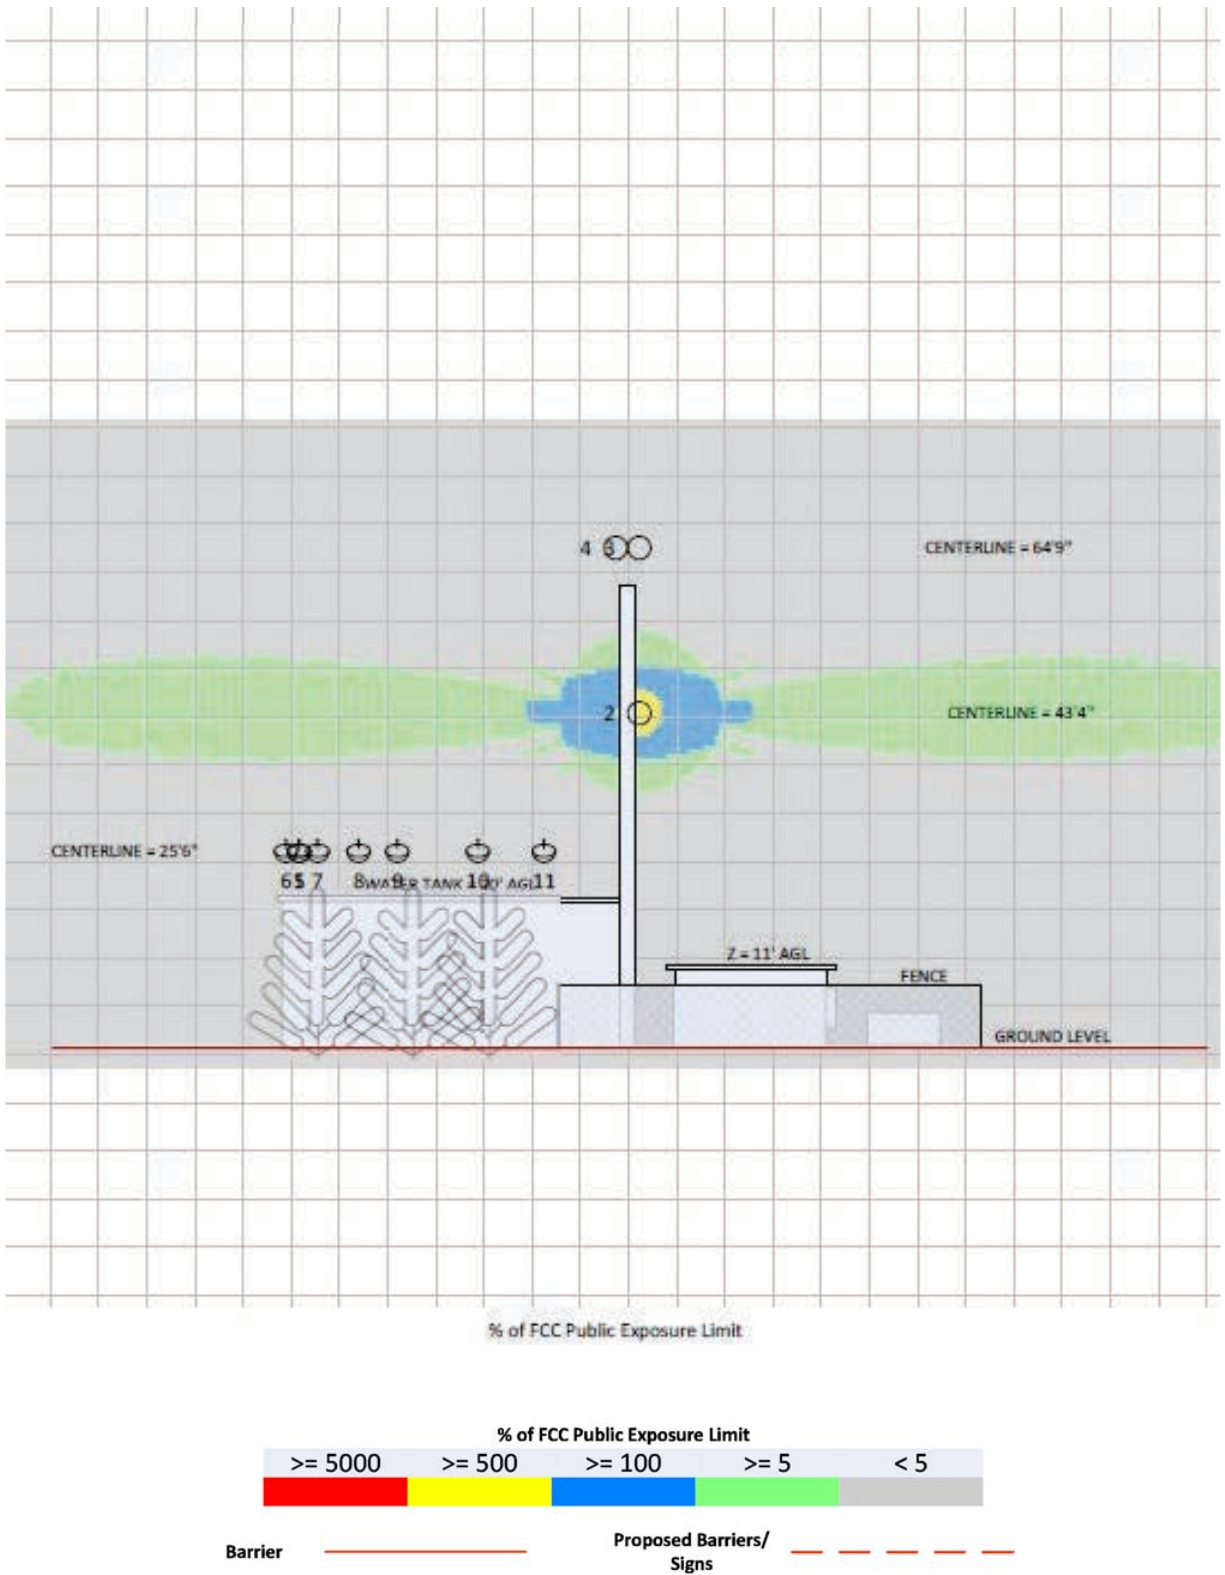 4 3
CENTERLINE = 64'9"
2
CENTERLINE = 43'4"
CENTERLINE = 25'6"
6 5 7 8 9 10 11
WATER TANK AGL
Z = 11' AGL
FENCE
GROUND LEVEL
% of FCC Public Exposure Limit
% of FCC Public Exposure Limit
>= 5000 >= 500 >= 100 >= 5 < 5
Barrier
Proposed Barriers/
Signs